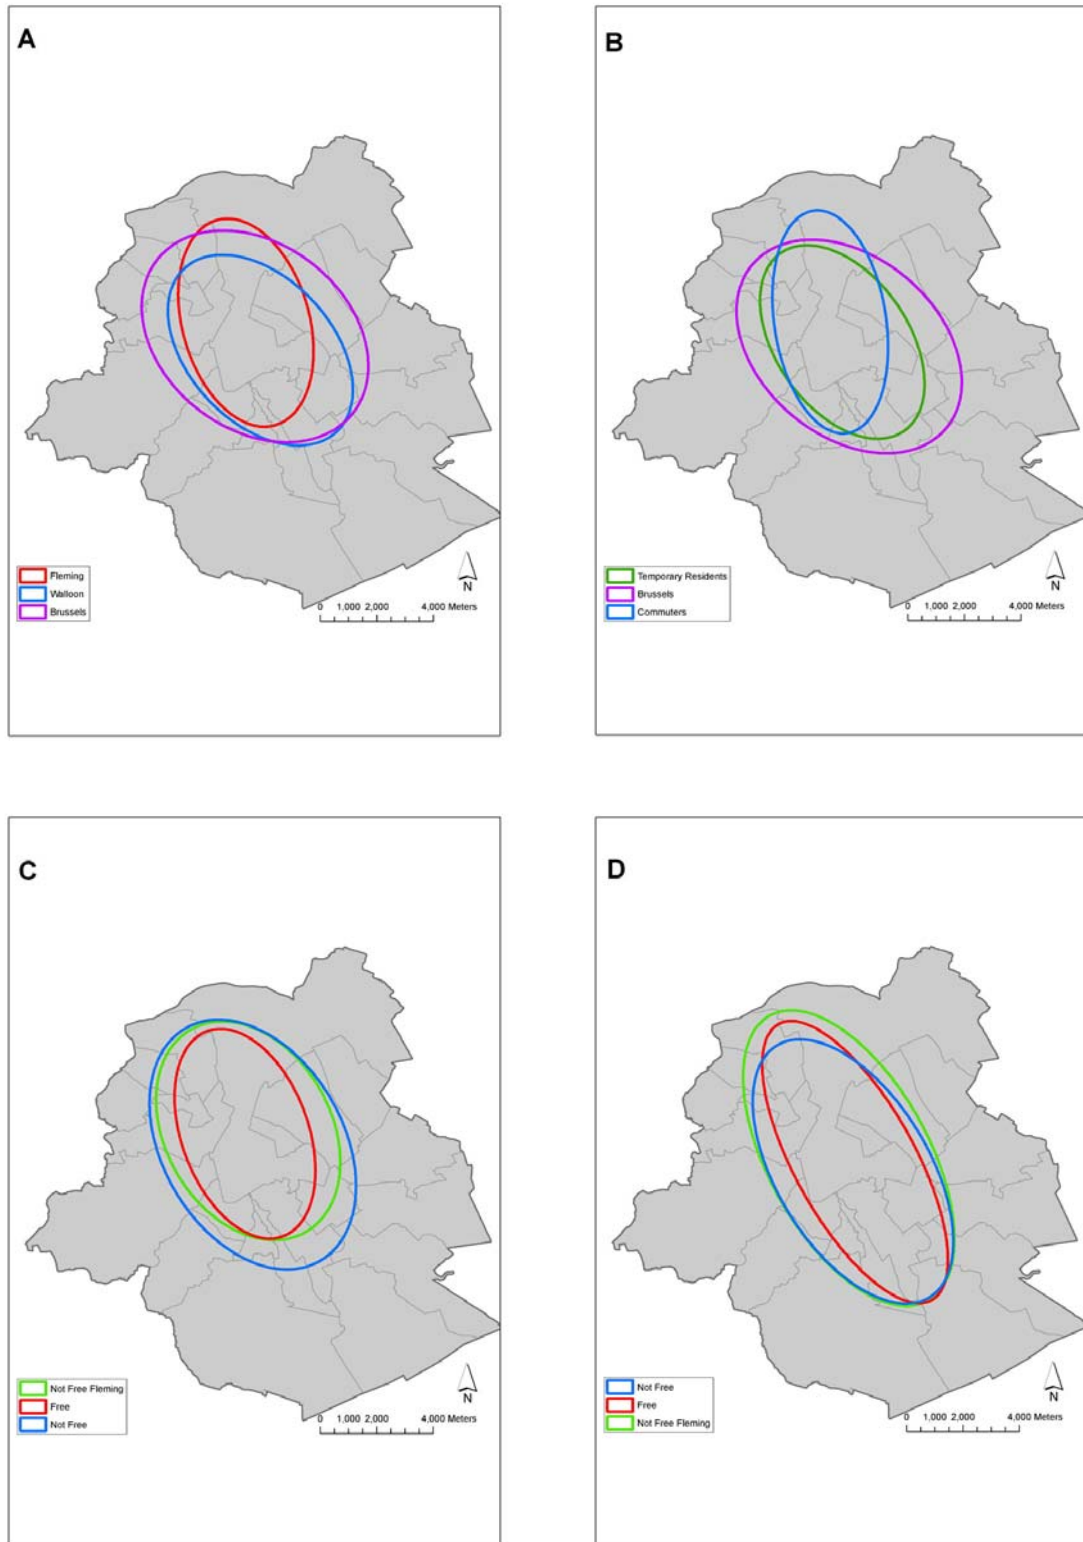 A
Fleming
Walloon
Brussels
N
0 1,000 2,000 4,000 Meters
B
Temporary Residents
Brussels
Commuters
N
0 1,000 2,000 4,000 Meters
C
Not Free Fleming
Free
Not Free
N
0 1,000 2,000 4,000 Meters
D
Not Free
Free
Not Free Fleming
N
0 1,000 2,000 4,000 Meters